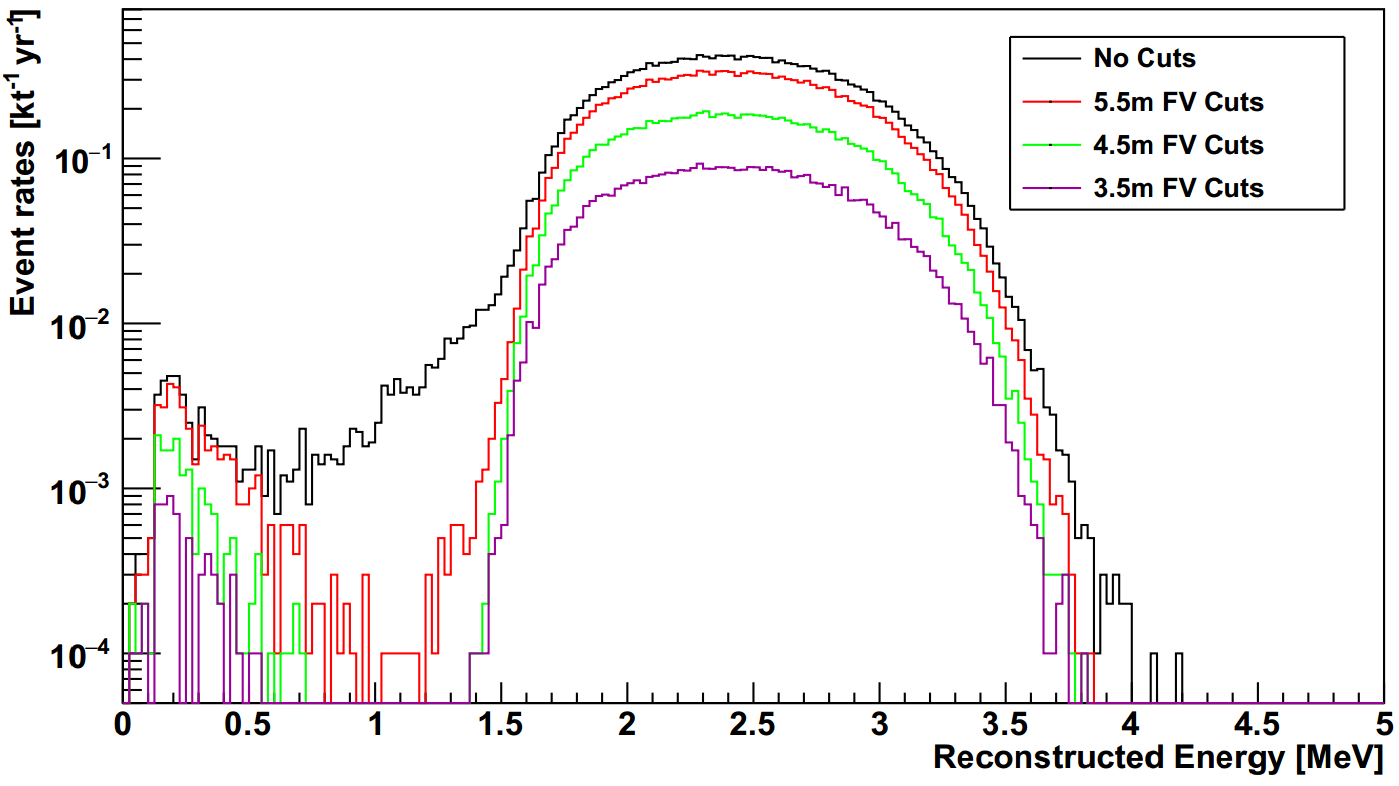 Event rates [kt⁻¹ yr⁻¹]
No Cuts
5.5m FV Cuts
4.5m FV Cuts
3.5m FV Cuts
10⁻¹
10⁻²
10⁻³
10⁻⁴
0 0.5 1 1.5 2 2.5 3 3.5 4 4.5 5
Reconstructed Energy [MeV]